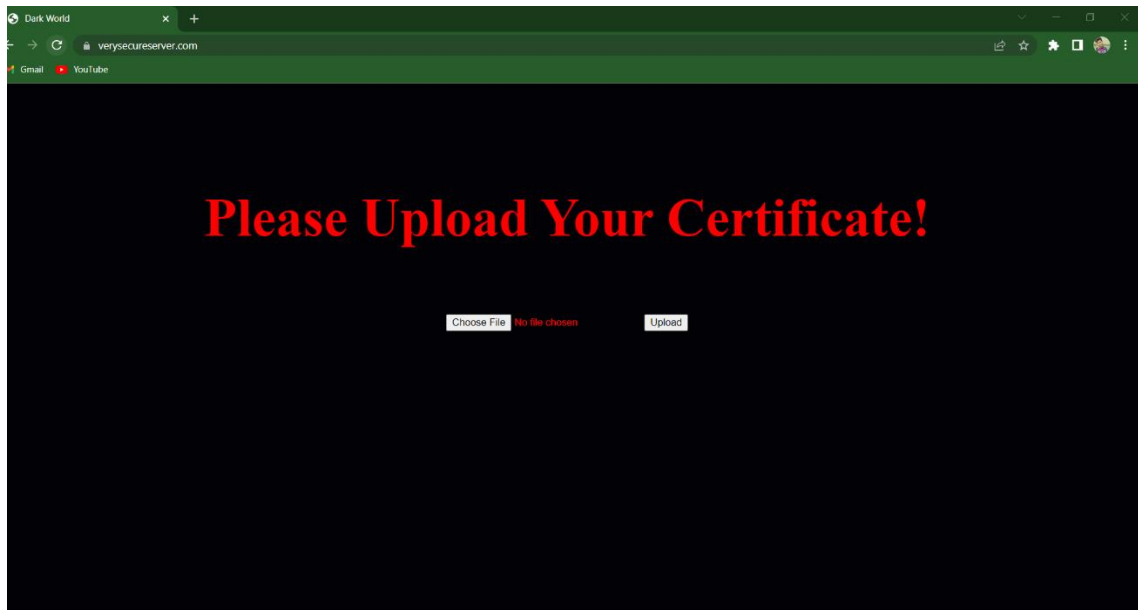 Dark World
verysecureserver.com
Gmail YouTube
Please Upload Your Certificate!
Choose File No file chosen Upload